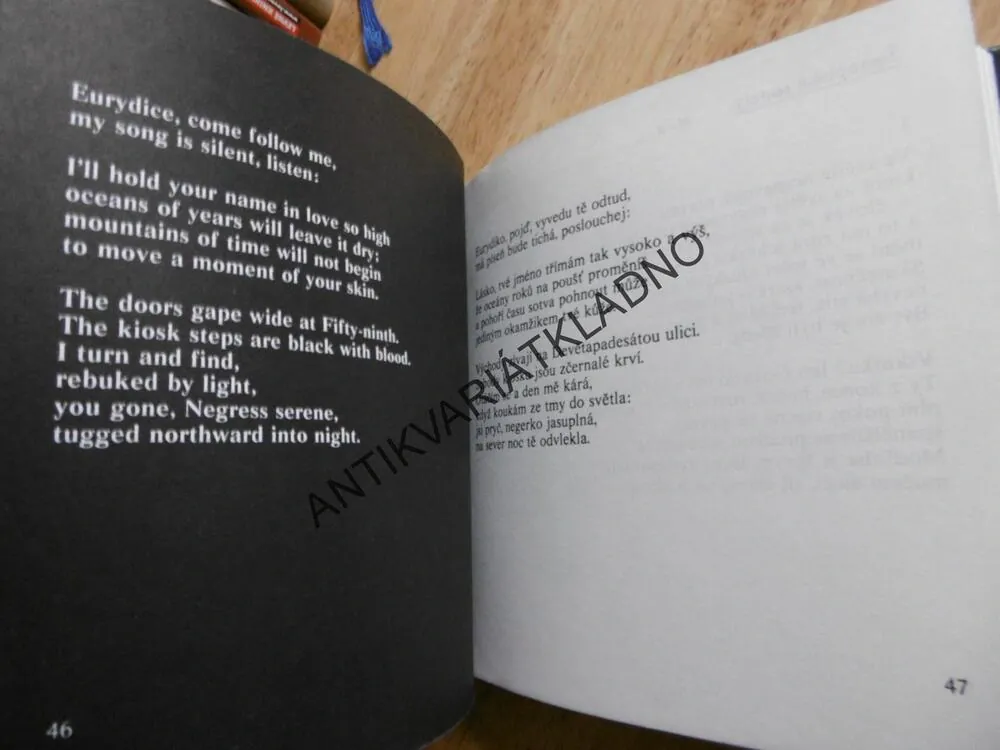 Eurydice, come follow me,
my song is silent, listen:
I'll hold your name in love so high
oceans of years will leave it dry;
mountains of time will not begin
to move a moment of your skin.
The doors gape wide at Fifty-ninth.
The kiosk steps are black with blood.
I turn and find,
rebuked by light,
you gone, Negress serene,
tugged northward into night.
46
Eurydiko, pojď, vyvedu tě odtud,
má píseň bude tichá, poslouchej:
Lásko, tvé jméno třímám tak vysoko a výš,
že oceány roků na poušť promění
a pohoří času sotva pohnout může
jediným okamžikem tvé kůže.
na Devětapadesátou ulici.
jsou zčernalé krví.
a den mě kárá,
když koukám ze tmy do světla:
jsi pryč, negerko jasuplná,
na sever noc tě odvlekla.
47
ANTIKVARIÁTKLADNO